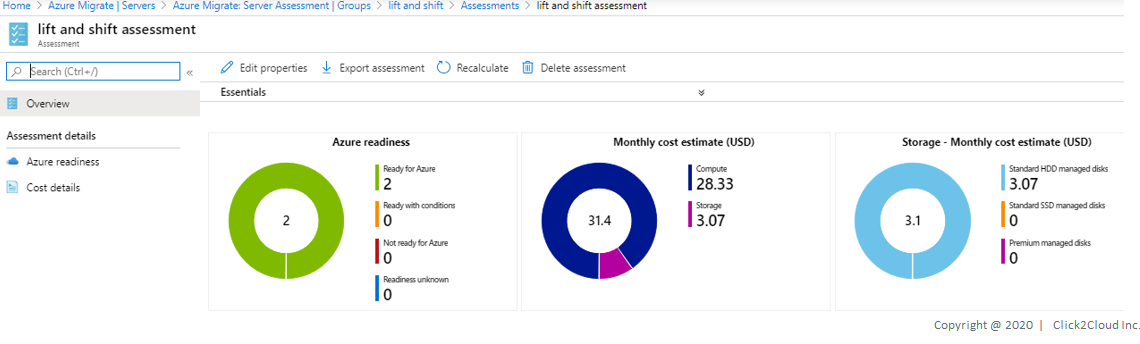 Home > Azure Migrate | Servers > Azure Migrate: Server Assessment | Groups > lift and shift > Assessments > lift and shift assessment
lift and shift assessment
Assessment
Search (Ctrl+/) «
Overview
Assessment details
Azure readiness
Cost details
Edit properties Export assessment Recalculate Delete assessment
Essentials
Azure readiness
2
Ready for Azure
2
Ready with conditions
0
Not ready for Azure
0
Readiness unknown
0
Monthly cost estimate (USD)
31.4
Compute
28.33
Storage
3.07
Storage - Monthly cost estimate (USD)
3.1
Standard HDD managed disks
3.07
Standard SSD managed disks
0
Premium managed disks
0
Copyright @ 2020 | Click2Cloud Inc.